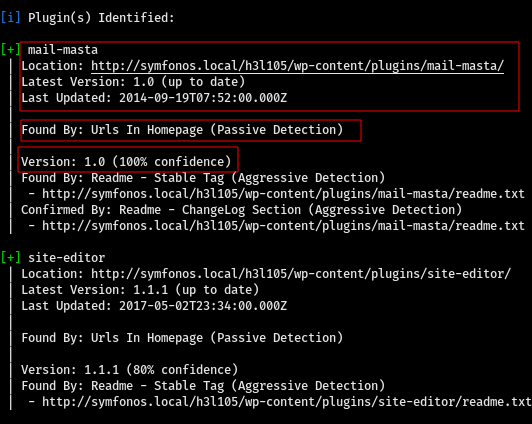 [i] Plugin(s) Identified:
[+] mail-masta
| Location: http://symfonos.local/h3l105/wp-content/plugins/mail-masta/
| Latest Version: 1.0 (up to date)
| Last Updated: 2014-09-19T07:52:00.000Z
|
| Found By: Urls In Homepage (Passive Detection)
|
| Version: 1.0 (100% confidence)
| Found By: Readme - Stable Tag (Aggressive Detection)
|  - http://symfonos.local/h3l105/wp-content/plugins/mail-masta/readme.txt
| Confirmed By: Readme - ChangeLog Section (Aggressive Detection)
|  - http://symfonos.local/h3l105/wp-content/plugins/mail-masta/readme.txt
[+] site-editor
| Location: http://symfonos.local/h3l105/wp-content/plugins/site-editor/
| Latest Version: 1.1.1 (up to date)
| Last Updated: 2017-05-02T23:34:00.000Z
|
| Found By: Urls In Homepage (Passive Detection)
|
| Version: 1.1.1 (80% confidence)
| Found By: Readme - Stable Tag (Aggressive Detection)
|  - http://symfonos.local/h3l105/wp-content/plugins/site-editor/readme.txt